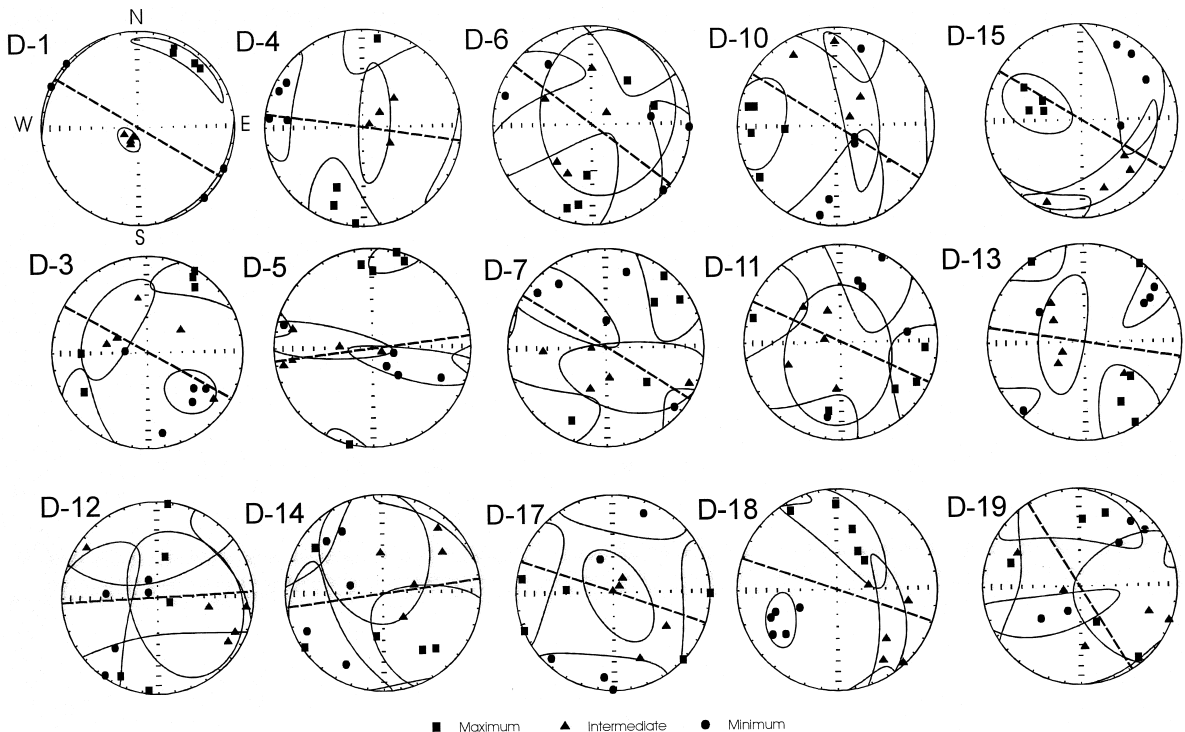 N
D-1 D-4 D-6 D-10 D-15
W E
S
D-3 D-5 D-7 D-11 D-13
D-12 D-14 D-17 D-18 D-19
Maximum Intermediate Minimum